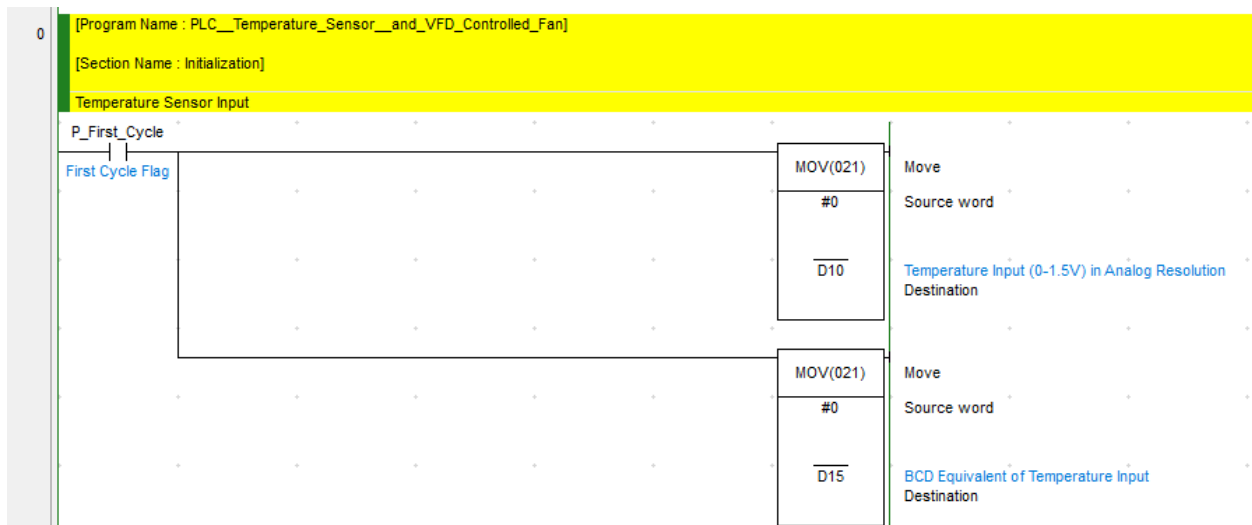 0
[Program Name : PLC__Temperature_Sensor__and_VFD_Controlled_Fan]
[Section Name : Initialization]
Temperature Sensor Input
P_First_Cycle
First Cycle Flag
MOV(021)
Move
#0
Source word
D10
Temperature Input (0-1.5V) in Analog Resolution
Destination
MOV(021)
Move
#0
Source word
D15
BCD Equivalent of Temperature Input
Destination